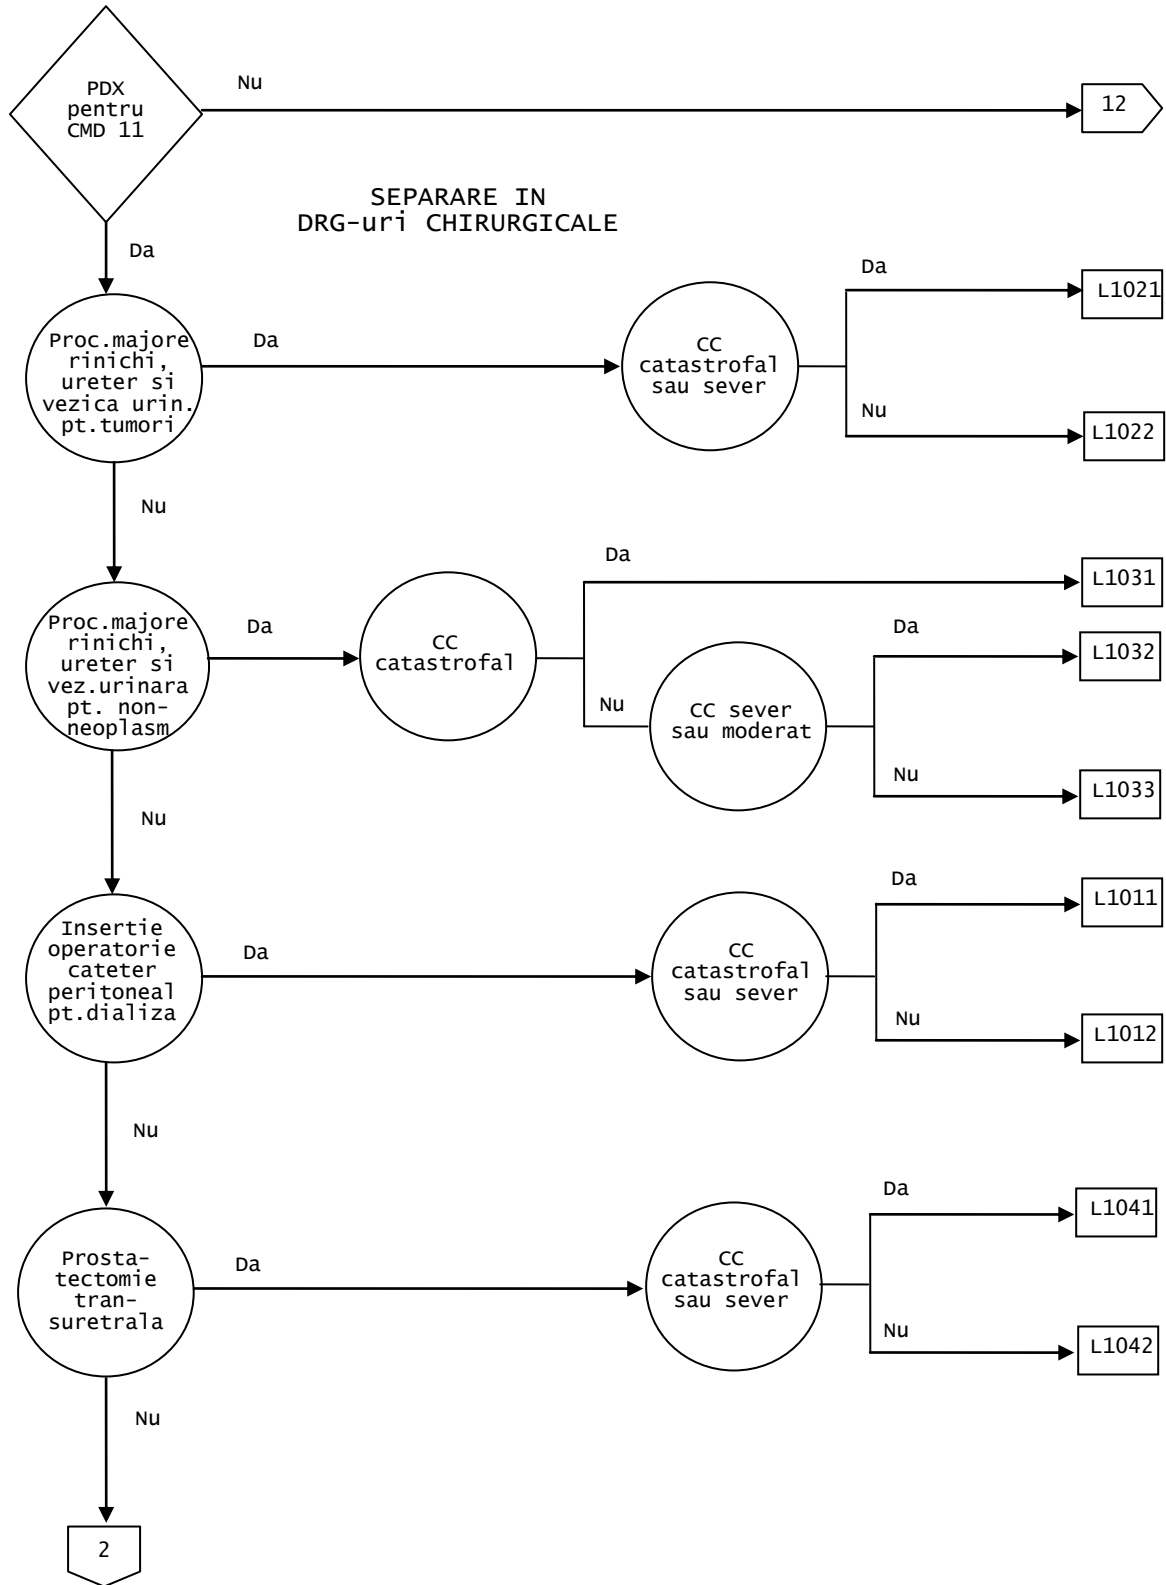 PDX
pentru
CMD 11
Nu
12
SEPARARE IN
DRG-uri CHIRURGICALE
Da
Proc.majore
rinichi,
ureter si
vezica urin.
pt.tumori
Da
CC
catastrofal
sau sever
Da
L1021
Nu
L1022
Nu
Proc.majore
rinichi,
ureter si
vez.urinara
pt. non-
neoplasm
Da
CC
catastrofal
Da
L1031
Nu
CC sever
sau moderat
Da
L1032
Nu
L1033
Nu
Insertie
operatorie
cateter
peritoneal
pt.dializa
Da
CC
catastrofal
sau sever
Da
L1011
Nu
L1012
Nu
Prosta-
tectomie
tran-
suretrala
Da
CC
catastrofal
sau sever
Da
L1041
Nu
L1042
Nu
2